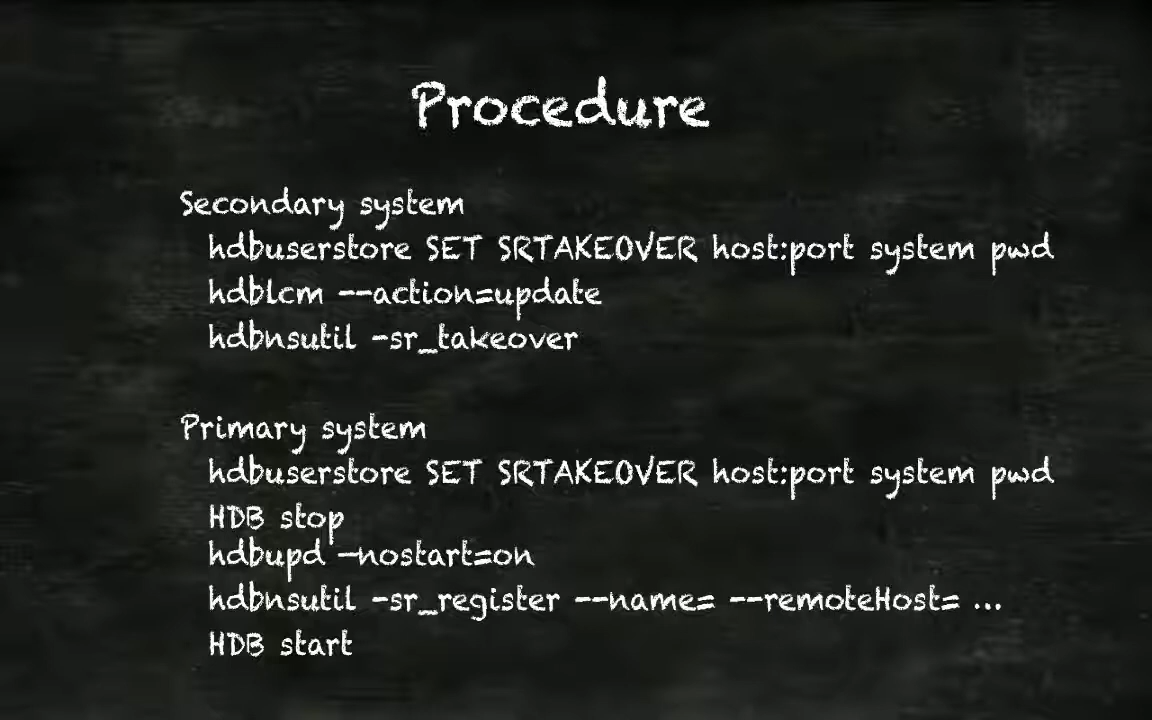 Procedure
Secondary system
hdbuserstore SET SRTAKEOVER host:port system pwd
hdblcm --action=update
hdbnsutil -sr_takeover
Primary system
hdbuserstore SET SRTAKEOVER host:port system pwd
HDB stop
hdbupd –nostart=on
hdbnsutil -sr_register --name= --remoteHost= ...
HDB start